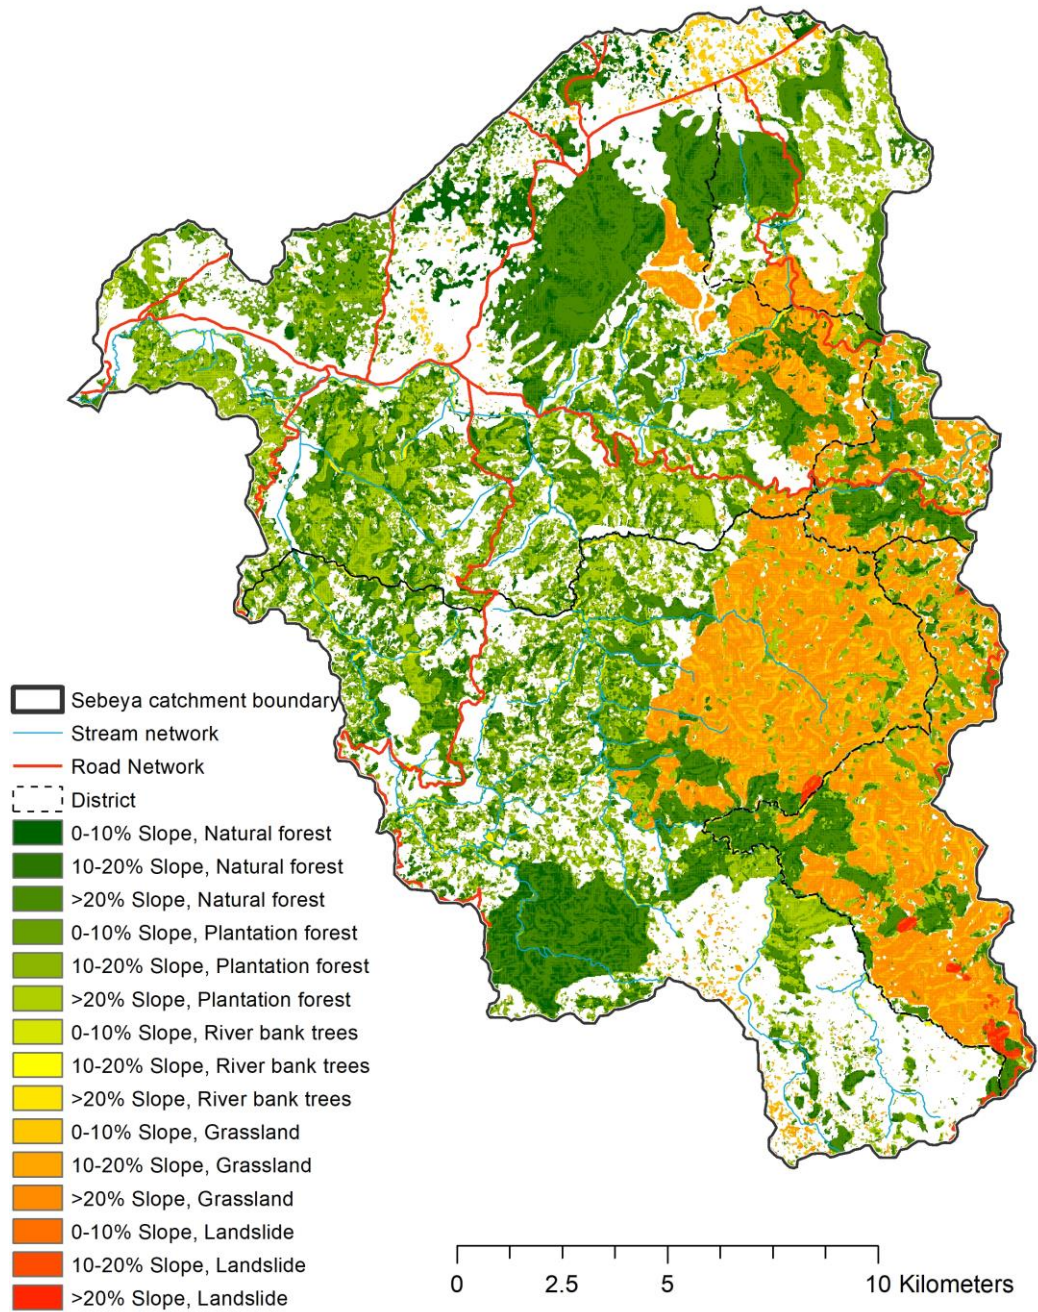 Sebeya catchment boundary
Stream network
Road Network
District
0-10% Slope, Natural forest
10-20% Slope, Natural forest
>20% Slope, Natural forest
0-10% Slope, Plantation forest
10-20% Slope, Plantation forest
>20% Slope, Plantation forest
0-10% Slope, River bank trees
10-20% Slope, River bank trees
>20% Slope, River bank trees
0-10% Slope, Grassland
10-20% Slope, Grassland
>20% Slope, Grassland
0-10% Slope, Landslide
10-20% Slope, Landslide
>20% Slope, Landslide
0 2.5 5 10 Kilometers